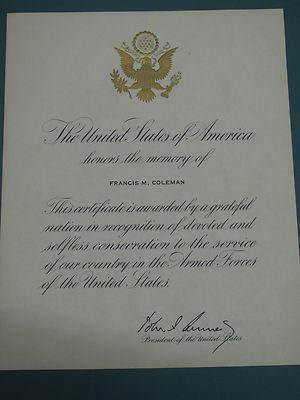 The United States of America
honors the memory of
FRANCIS M. COLEMAN
This certificate is awarded by a grateful
nation in recognition of devoted and
selfless consecration to the service
of our country in the Armed Forces
of the United States.
President of the United States